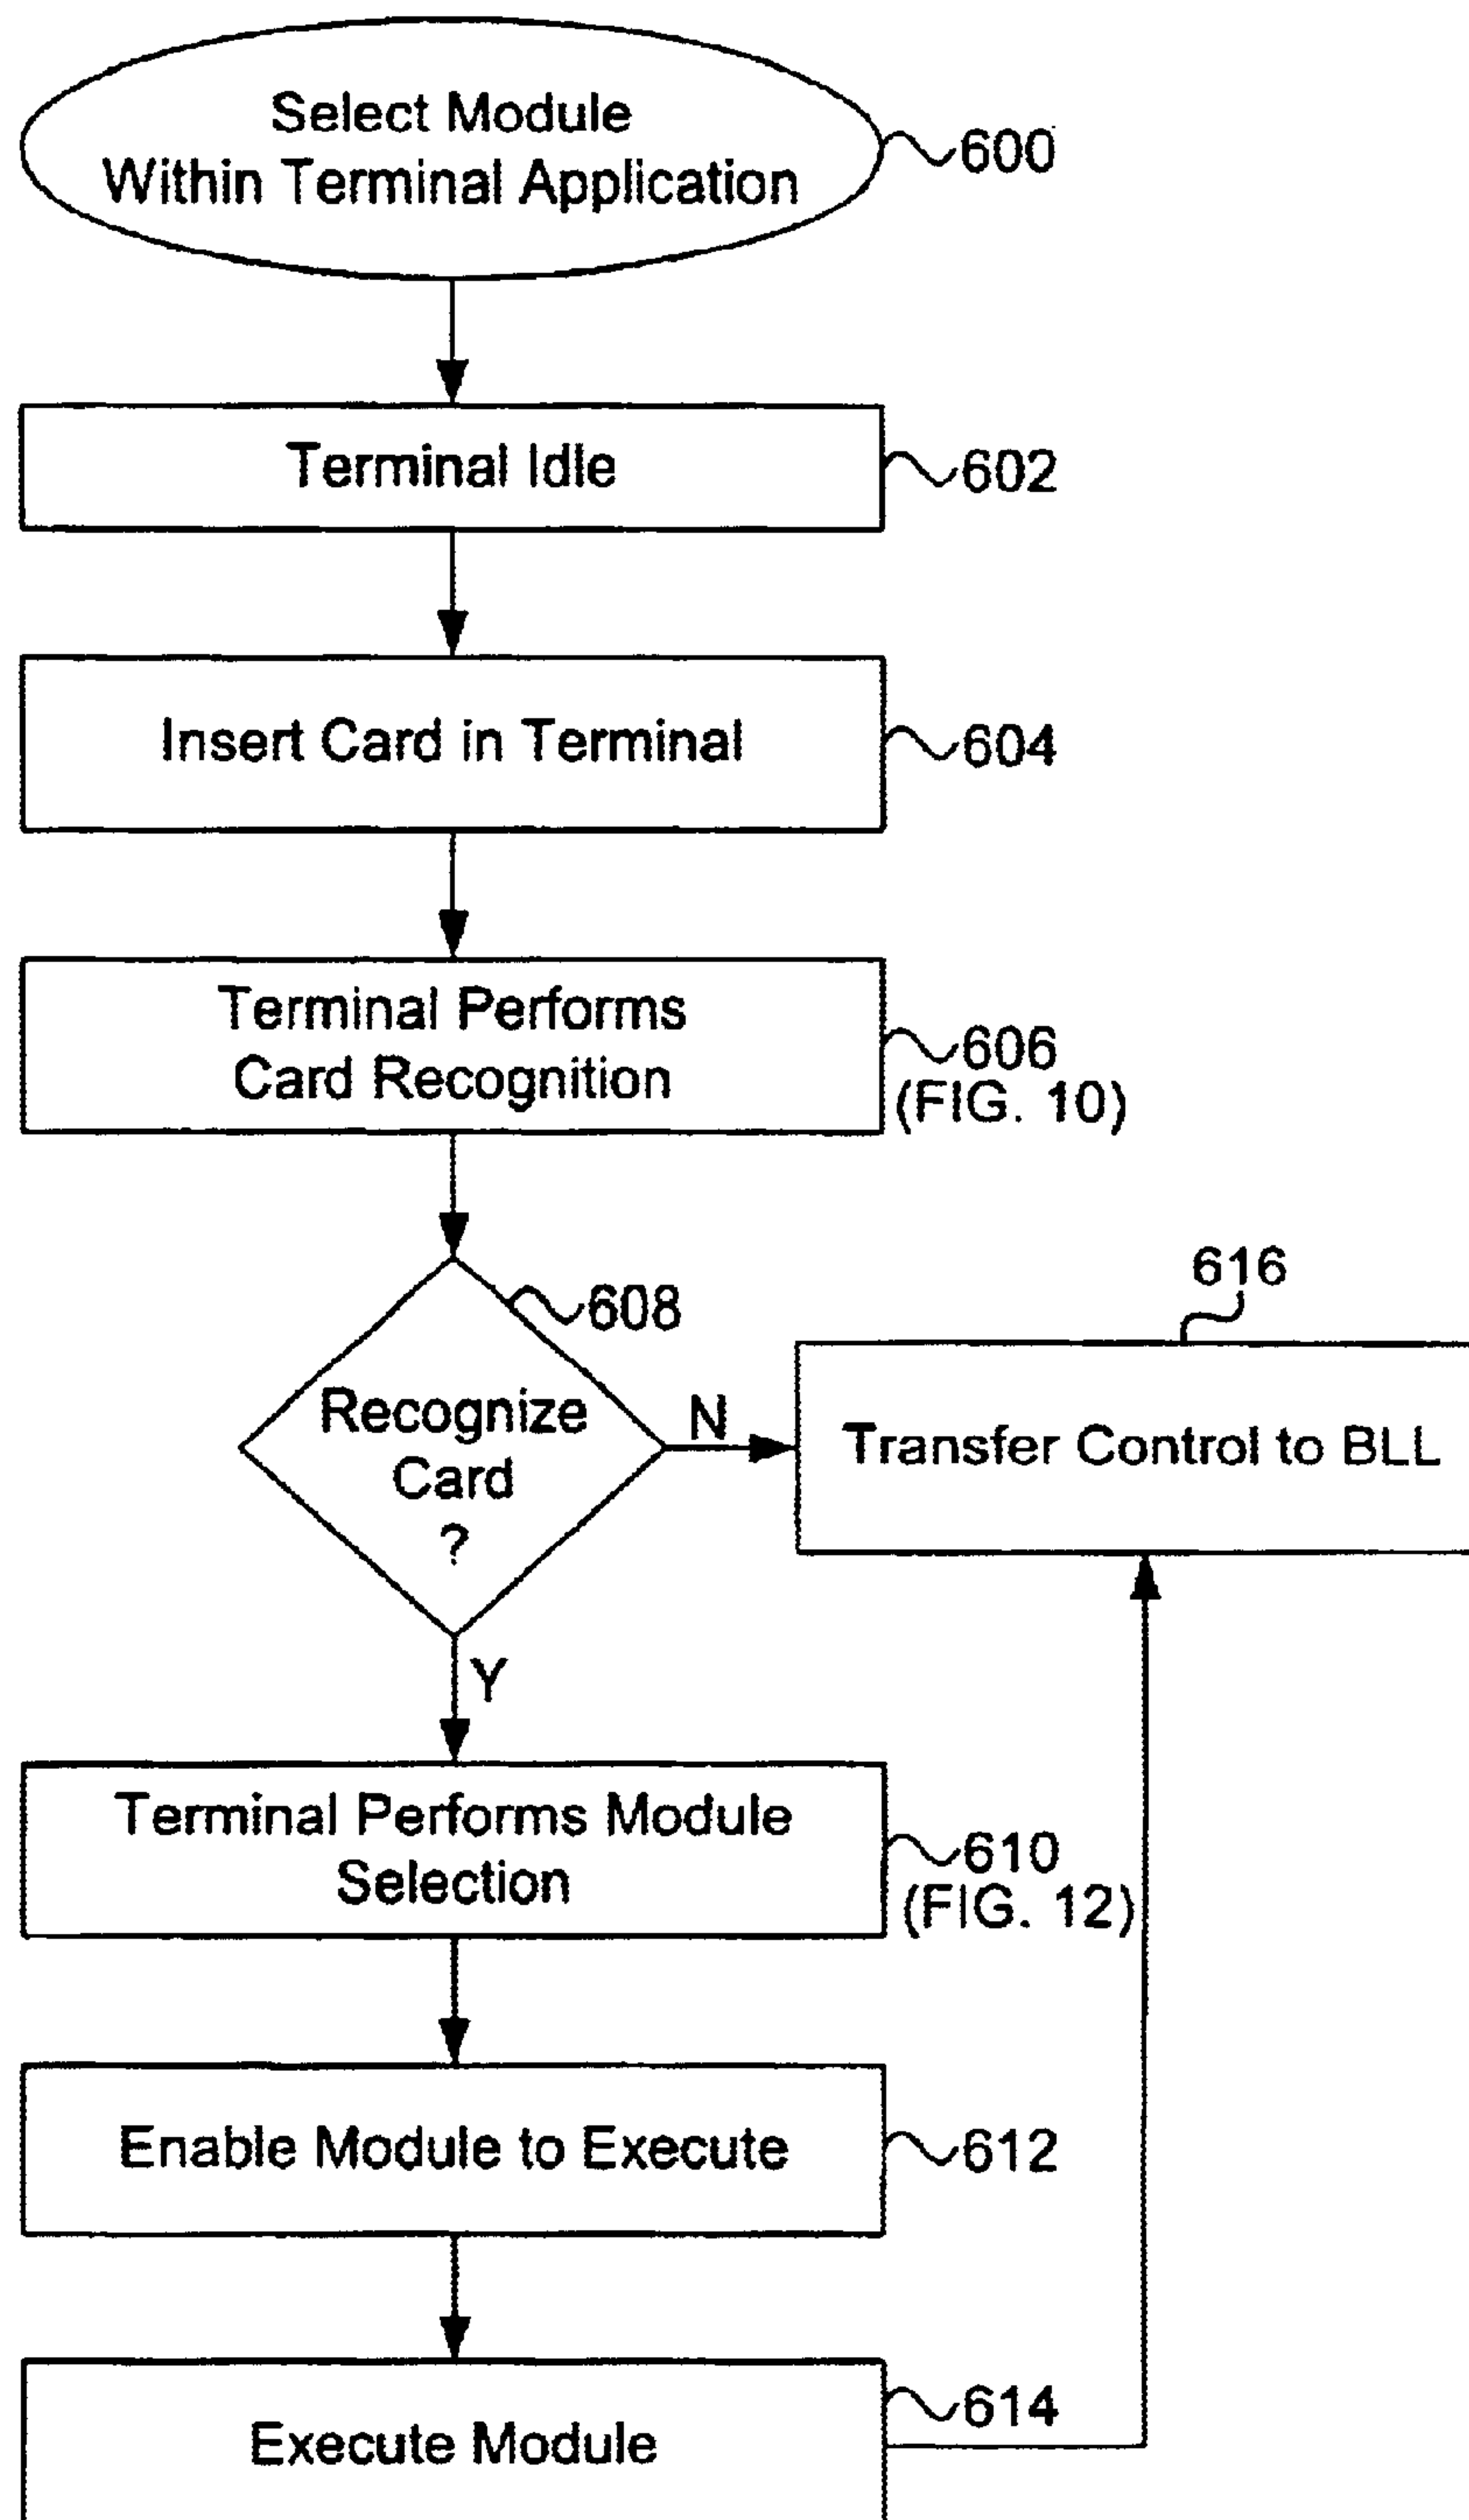 Select Module
Within Terminal Application
600
Terminal Idle
602
Insert Card in Terminal
604
Terminal Performs
Card Recognition
606
(FIG. 10)
608
Recognize
Card
?
N
616
Transfer Control to BLL
Y
Terminal Performs Module
Selection
610
(FIG. 12)
Enable Module to Execute
612
Execute Module
614